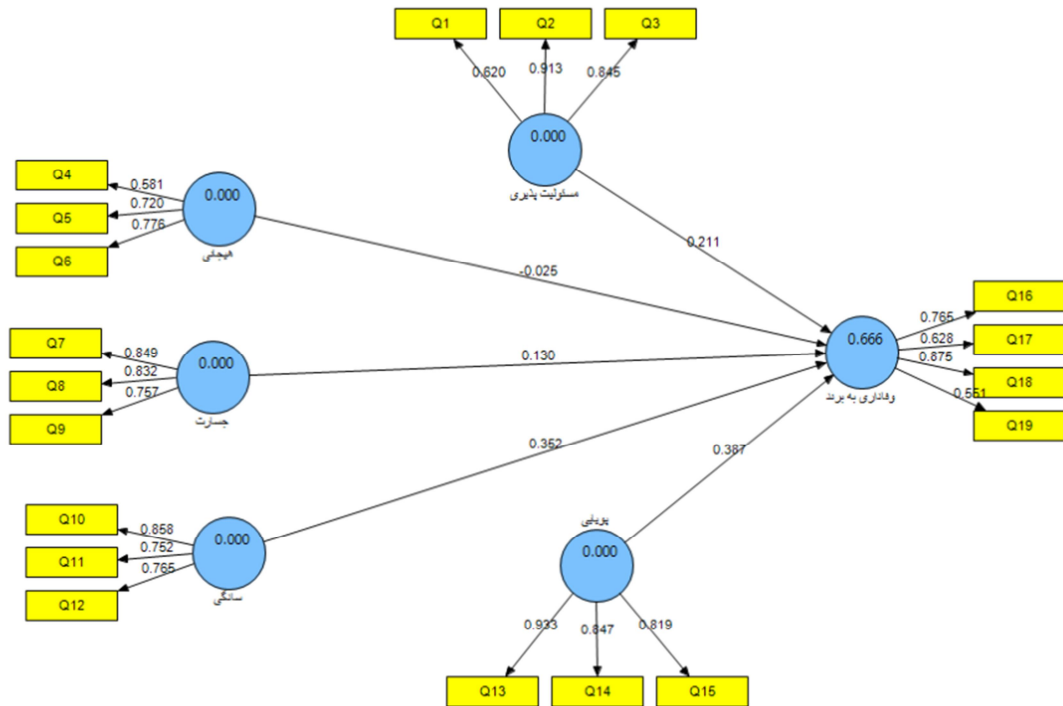 Q1 Q2 Q3
0.620 0.913 0.845
0.000
مسئولیت پذیری
0.211
Q4 0.581
Q5 0.720
Q6 0.776
0.000
هیجانی
-0.025
Q7 0.849
Q8 0.832
Q9 0.757
0.000
جسارت
0.130
Q10 0.858
Q11 0.752
Q12 0.765
0.000
سادگی
0.352
پویایی
0.000
0.387
0.933 0.847 0.819
Q13 Q14 Q15
0.666
وفاداری به برند
0.765 Q16
0.628 Q17
0.875 Q18
0.551 Q19